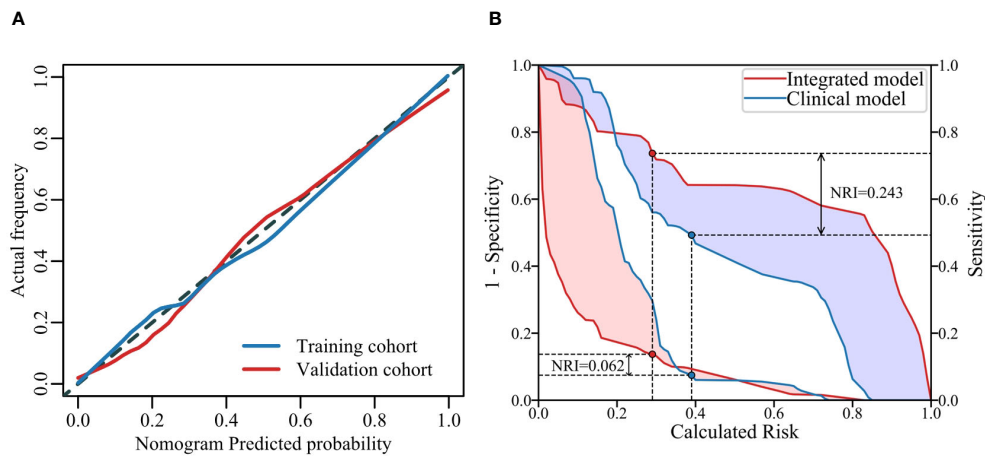 A
B
Actual frequency
1.0
0.8
0.6
0.4
0.2
0.0
Training cohort
Validation cohort
0.0 0.2 0.4 0.6 0.8 1.0
Nomogram Predicted probability
1 - Specificity
1.0
0.8
0.6
0.4
0.2
0.0
Integrated model
Clinical model
NRI=0.243
NRI=0.062
1.0
0.8
0.6
0.4
0.2
0.0
Sensitivity
0.0 0.2 0.4 0.6 0.8 1.0
Calculated Risk